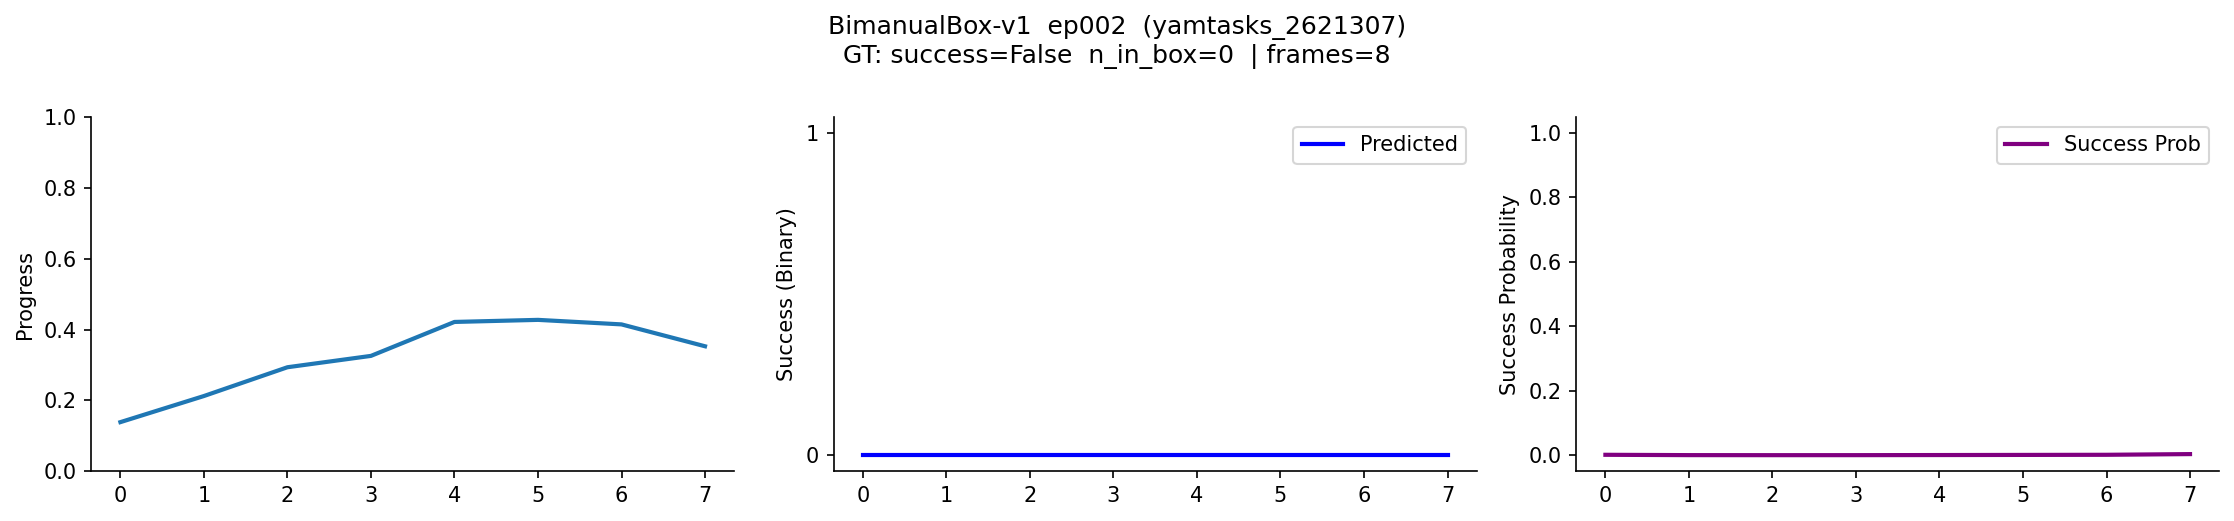 BimanualBox-v1  ep002  (yamtasks_2621307)
GT: success=False  n_in_box=0  | frames=8
Progress
1.0
0.8
0.6
0.4
0.2
0.0
0 1 2 3 4 5 6 7
Success (Binary)
1
0
Predicted
0 1 2 3 4 5 6 7
Success Probability
1.0
0.8
0.6
0.4
0.2
0.0
Success Prob
0 1 2 3 4 5 6 7